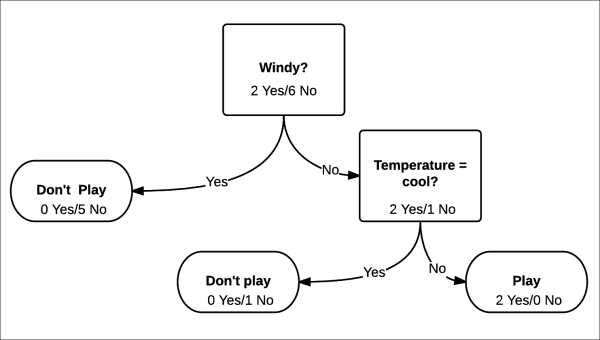 Windy?
2 Yes/6 No
Yes
No
Don't Play
0 Yes/5 No
Temperature =
cool?
2 Yes/1 No
Yes
No
Don't play
0 Yes/1 No
Play
2 Yes/0 No